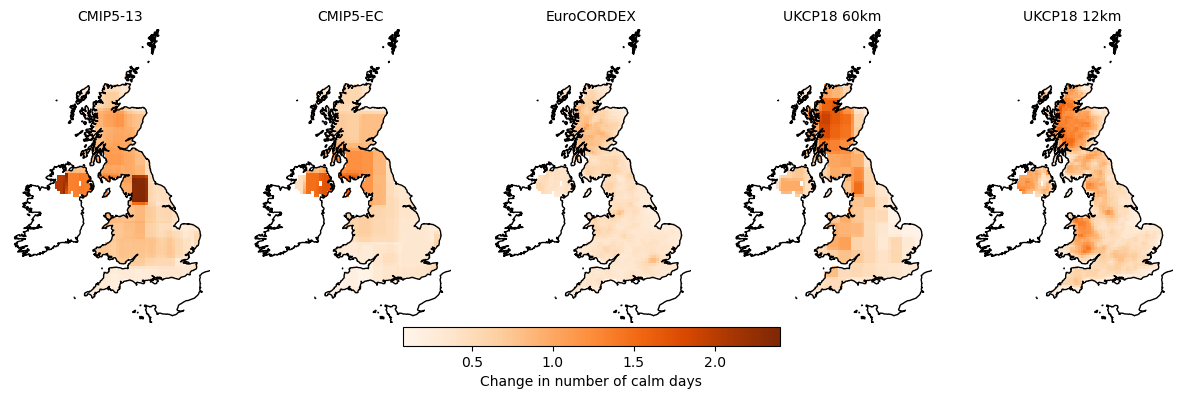 CMIP5-13
CMIP5-EC
EuroCORDEX
UKCP18 60km
UKCP18 12km
0.5
1.0
1.5
2.0
Change in number of calm days